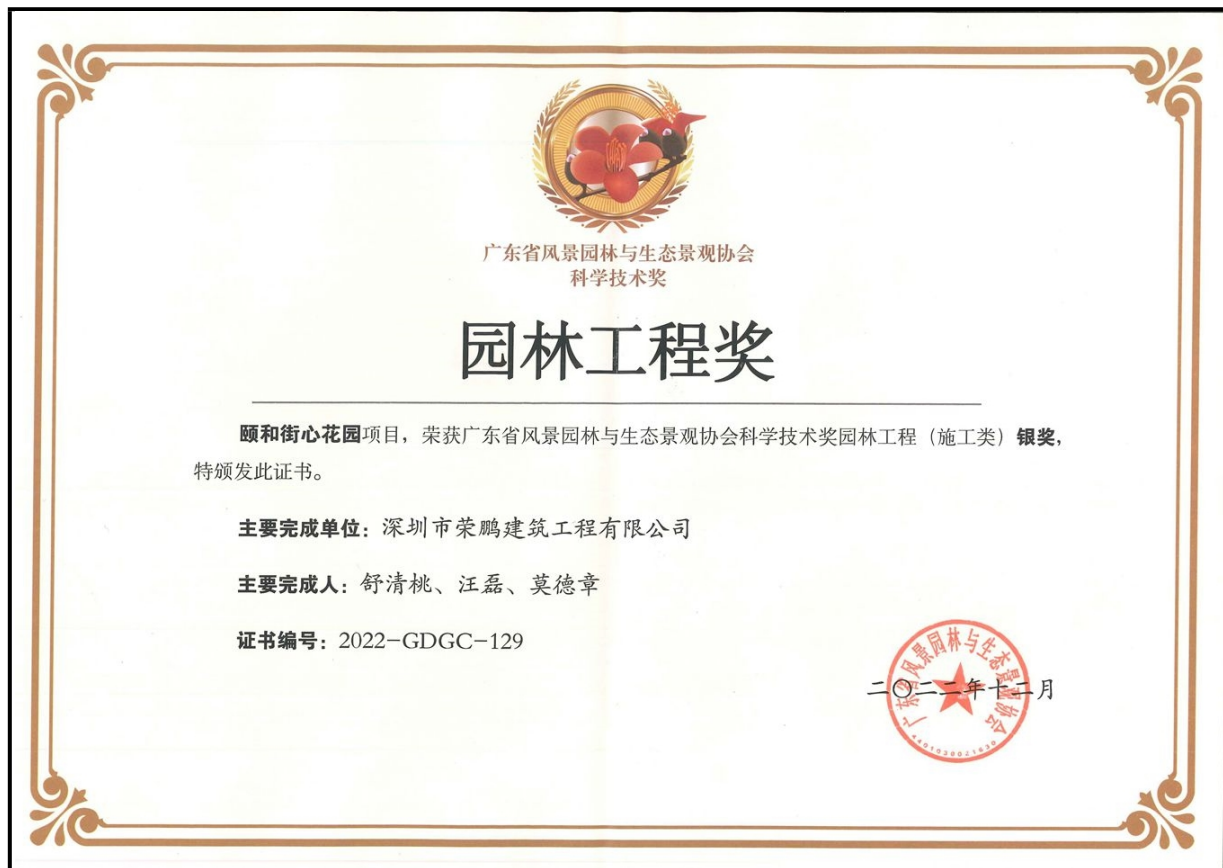 广东省风景园林与生态景观协会
科学技术奖
园林工程奖
颐和街心花园项目，荣获广东省风景园林与生态景观协会科学技术奖园林工程（施工类）银奖，
特颁发此证书。
主要完成单位：深圳市荣鹏建筑工程有限公司
主要完成人：舒清桃、汪磊、莫德章
证书编号：2022-GDGC-129
二〇二二年十二月
广东省风景园林与生态景观协会